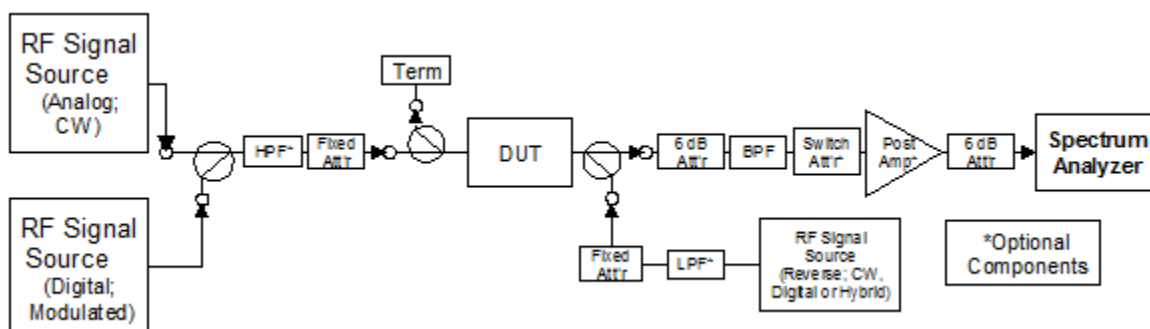 RF Signal
Source
(Analog;
CW)
Term
HPF*
Fixed
Att'r
DUT
6 dB
Att'r
BPF
Switch
Att'r*
Post
Amp*
6 dB
Att'r
Spectrum
Analyzer
RF Signal
Source
(Digital;
Modulated)
Fixed
Att'r
LPF*
RF Signal
Source
(Reverse; CW,
Digital or Hybrid)
*Optional
Components